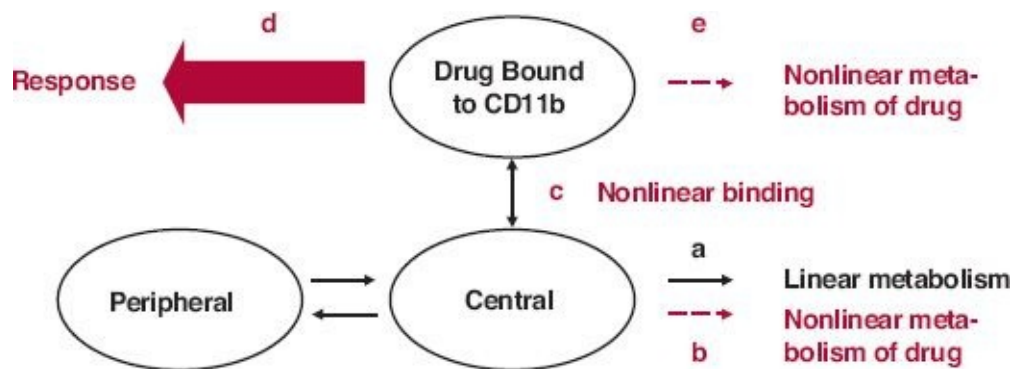 d
e
Response
Drug Bound
to CD11b
Nonlinear meta-
bolism of drug
c
Nonlinear binding
a
Peripheral
Central
Linear metabolism
Nonlinear meta-
bolism of drug
b